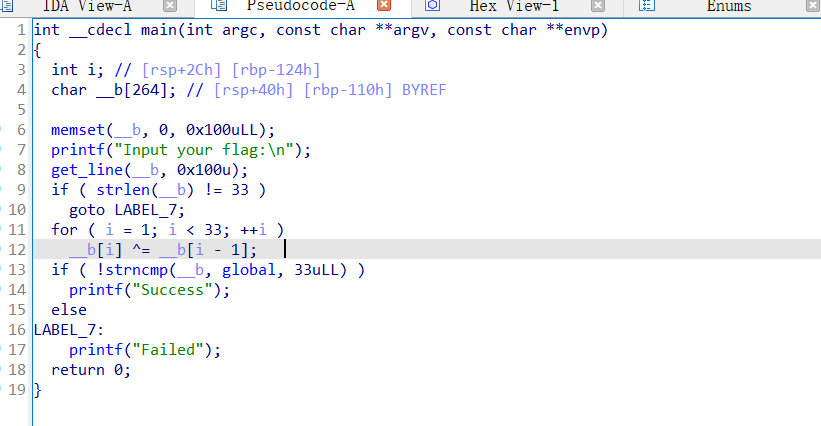 IDA View-A Pseudocode-A Hex View-1 Enums
1 int __cdecl main(int argc, const char **argv, const char **envp)
2 {
3 int i; // [rsp+2Ch] [rbp-124h]
4 char __b[264]; // [rsp+40h] [rbp-110h] BYREF
5
6 memset(__b, 0, 0x100uLL);
7 printf("Input your flag:\n");
8 get_line(__b, 0x100u);
9 if ( strlen(__b) != 33 )
10 goto LABEL_7;
11 for ( i = 1; i < 33; ++i )
12 __b[i] ^= __b[i - 1];
13 if ( !strncmp(__b, global, 33uLL) )
14 printf("Success");
15 else
16 LABEL_7:
17 printf("Failed");
18 return 0;
19 }